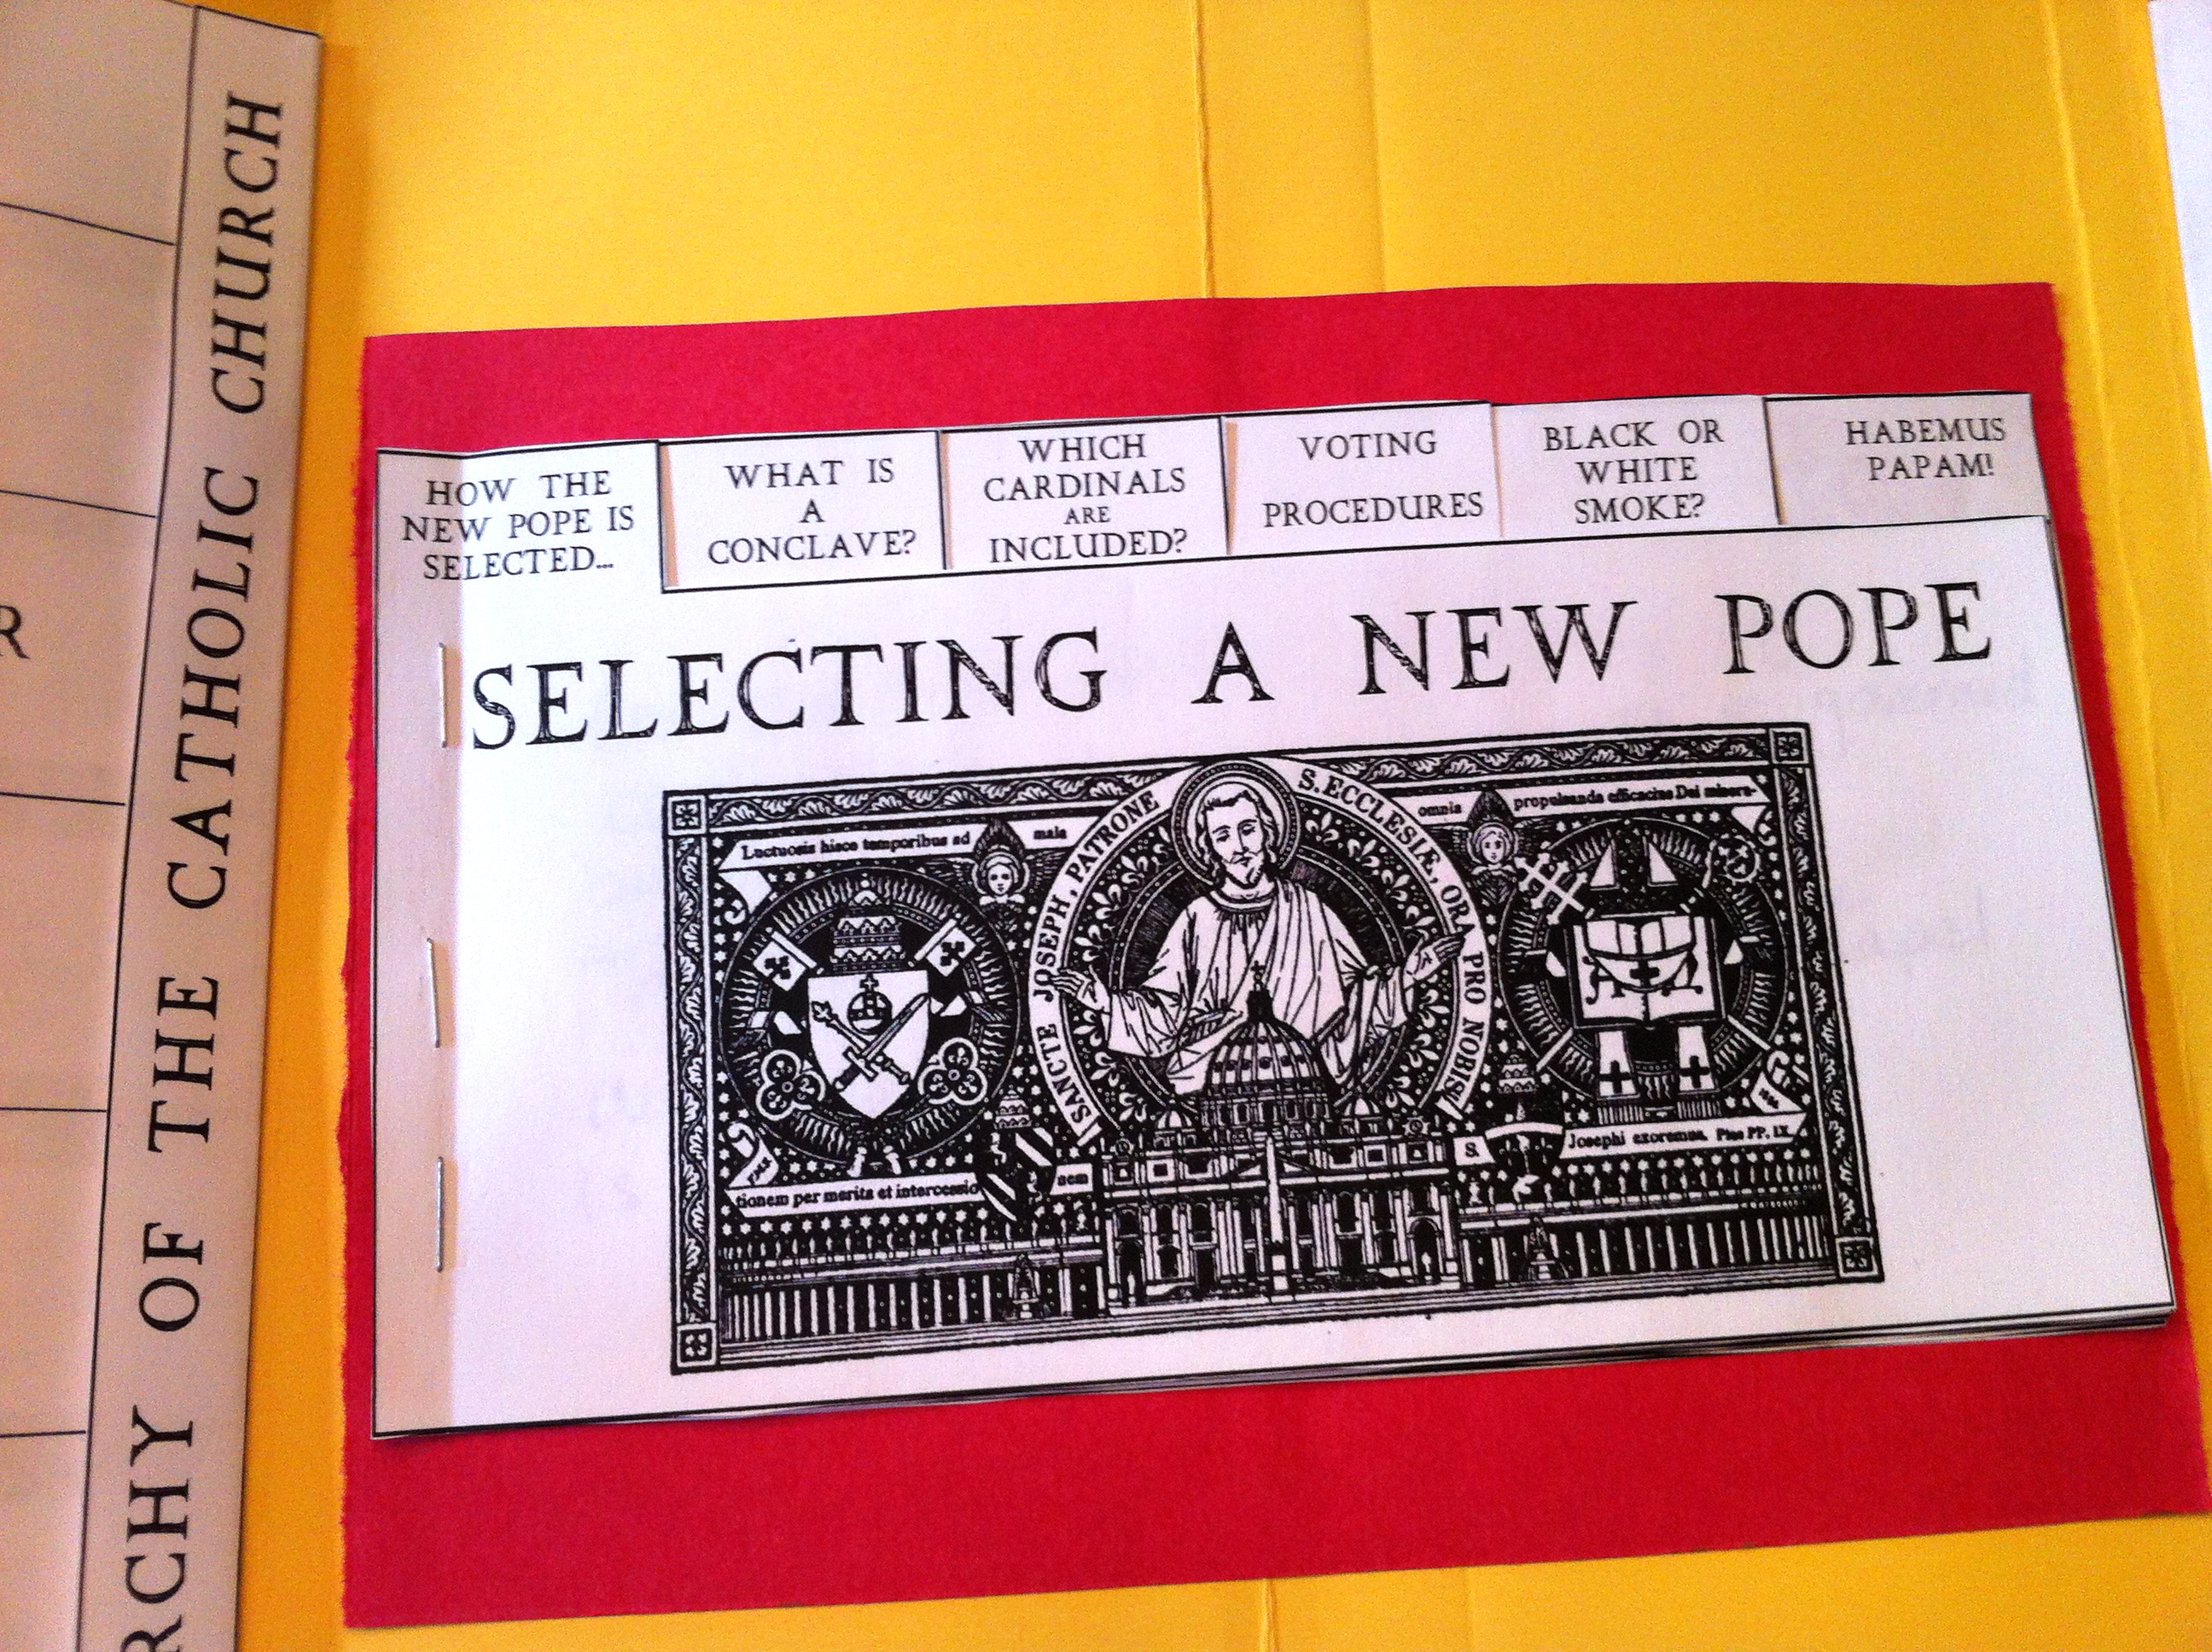 RCHY OF THE CATHOLIC CHURCH
R
HOW THE
NEW POPE IS
SELECTED...
WHAT IS
A
CONCLAVE?
WHICH
CARDINALS
ARE
INCLUDED?
VOTING
PROCEDURES
BLACK OR
WHITE
SMOKE?
HABEMUS
PAPAM!
SELECTING A NEW POPE
SANCTE JOSEPH, PATRONE S. ECCLESIÆ, ORA PRO NOBIS
Luctuosis hisce temporibus ad mala omnia propulsanda efficacius Dei misera-
tionem per merita et intercessio nem S. Josephi exoremus. Pius PP. IX.